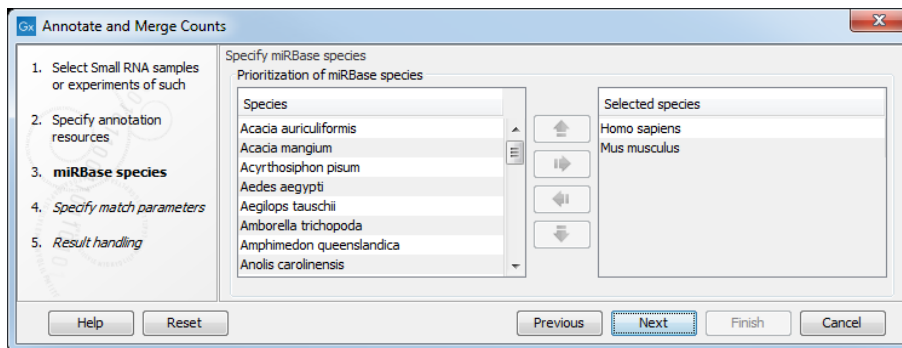 Gx Annotate and Merge Counts
1. Select Small RNA samples
or experiments of such
2. Specify annotation
resources
3. miRBase species
4. Specify match parameters
5. Result handling
Specify miRBase species
Prioritization of miRBase species
Species
Acacia auriculiformis
Acacia mangium
Acyrthosiphon pisum
Aedes aegypti
Aegilops tauschii
Amborella trichopoda
Amphimedon queenslandica
Anolis carolinensis
Selected species
Homo sapiens
Mus musculus
Help Reset Previous Next Finish Cancel